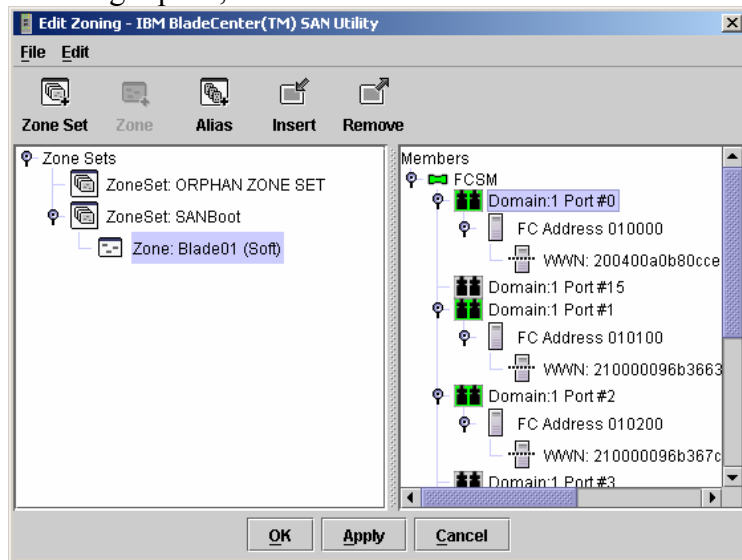 Edit Zoning - IBM BladeCenter(TM) SAN Utility
File Edit
Zone Set Zone Alias Insert Remove
Zone Sets
ZoneSet: ORPHAN ZONE SET
ZoneSet: SANBoot
Zone: Blade01 (Soft)
Members
FCSM
Domain:1 Port#0
FC Address 010000
WWN: 200400a0b80cce
Domain:1 Port#15
Domain:1 Port#1
FC Address 010100
WWN: 210000096b3663
Domain:1 Port#2
FC Address 010200
WWN: 210000096b367c
Domain:1 Port#3
OK Apply Cancel